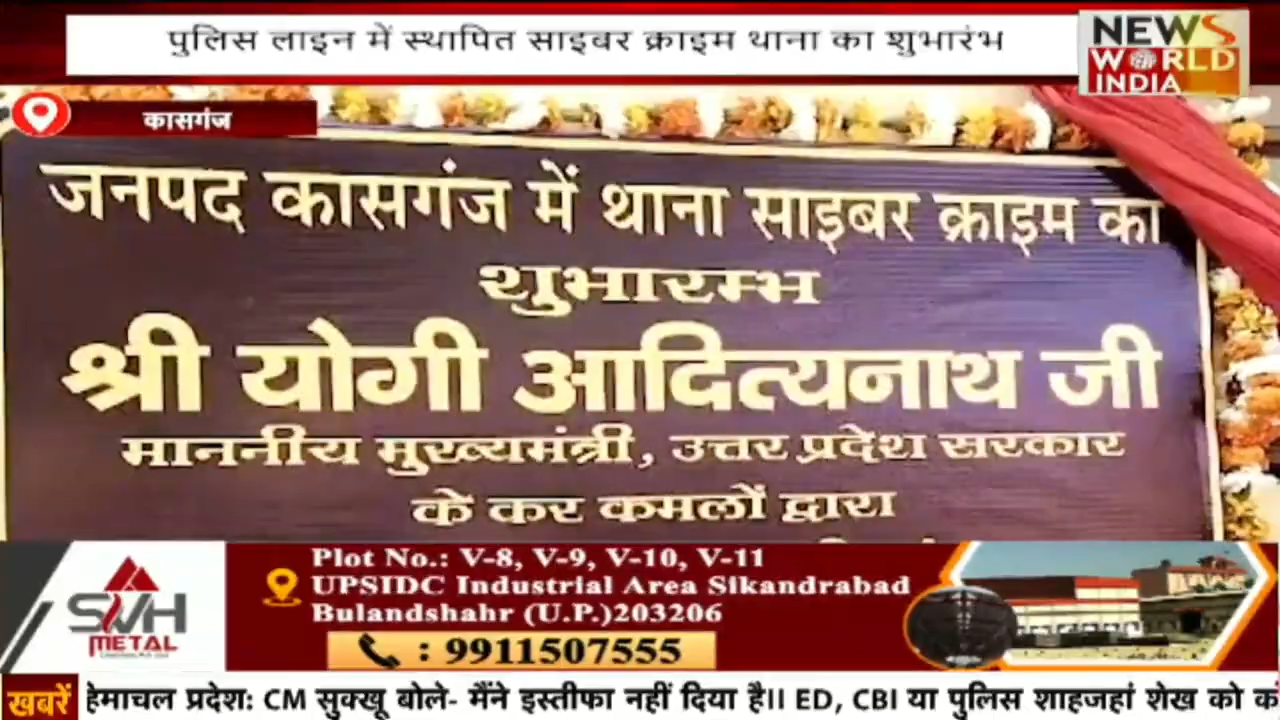 पुलिस लाइन में स्थापित साइबर क्राइम थाना का शुभारंभ
NEWS
WORLD
INDIA
कासगंज
जनपद कासगंज में थाना साइबर क्राइम का
शुभारम्भ
श्री योगी आदित्यनाथ जी
माननीय मुख्यमंत्री, उत्तर प्रदेश सरकार
के कर कमलों द्वारा
SVH
METAL
Plot No.: V-8, V-9, V-10, V-11
UPSIDC Industrial Area Sikandrabad
Bulandshahr (U.P.)203206
: 9911507555
खबरें
हेमाचल प्रदेश: CM सुक्खू बोले- मैंने इस्तीफा नहीं दिया है।। ED, CBI या पुलिस शाहजहां शेख को